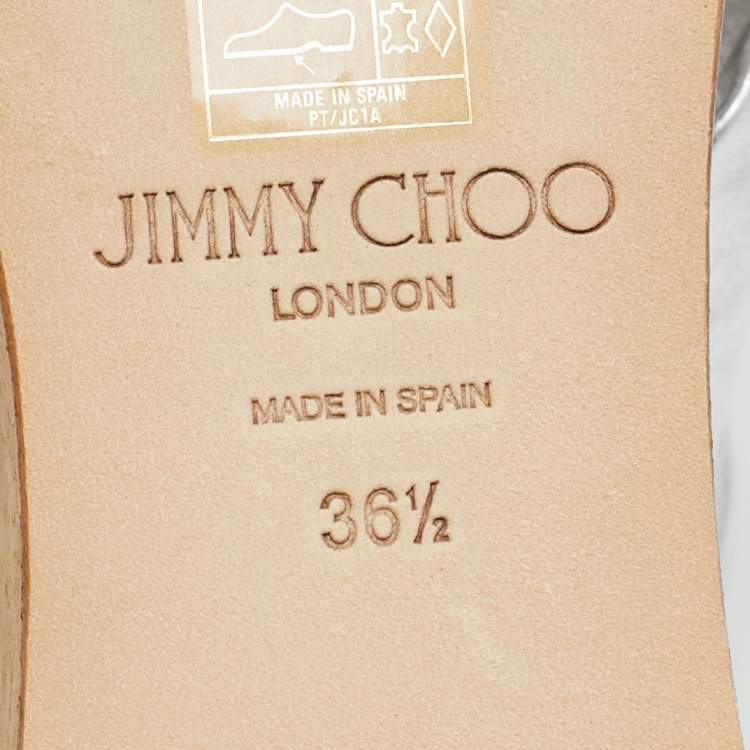 MADE IN SPAIN
PT/JC1A
JIMMY CHOO
LONDON
MADE IN SPAIN
36½